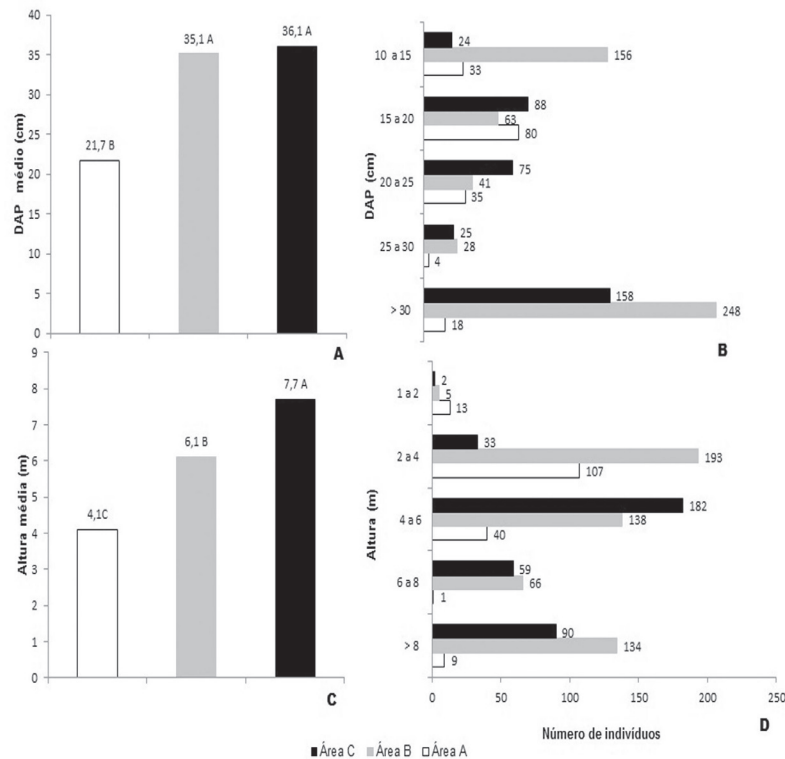 DAP médio (cm)
40
35
30
25
20
15
10
5
0
21,7 B
35,1 A
36,1 A
A
DAP (cm)
10 a 15
24
156
33
15 a 20
88
63
80
20 a 25
75
41
35
25 a 30
25
28
4
> 30
158
248
18
B
Altura média (m)
9
8
7
6
5
4
3
2
1
0
4,1C
6,1 B
7,7 A
C
Altura (m)
1 a 2
2
5
13
2 a 4
33
193
107
4 a 6
182
138
40
6 a 8
59
66
1
> 8
90
134
9
0 50 100 150 200 250
Número de indivíduos
D
Área C Área B Área A